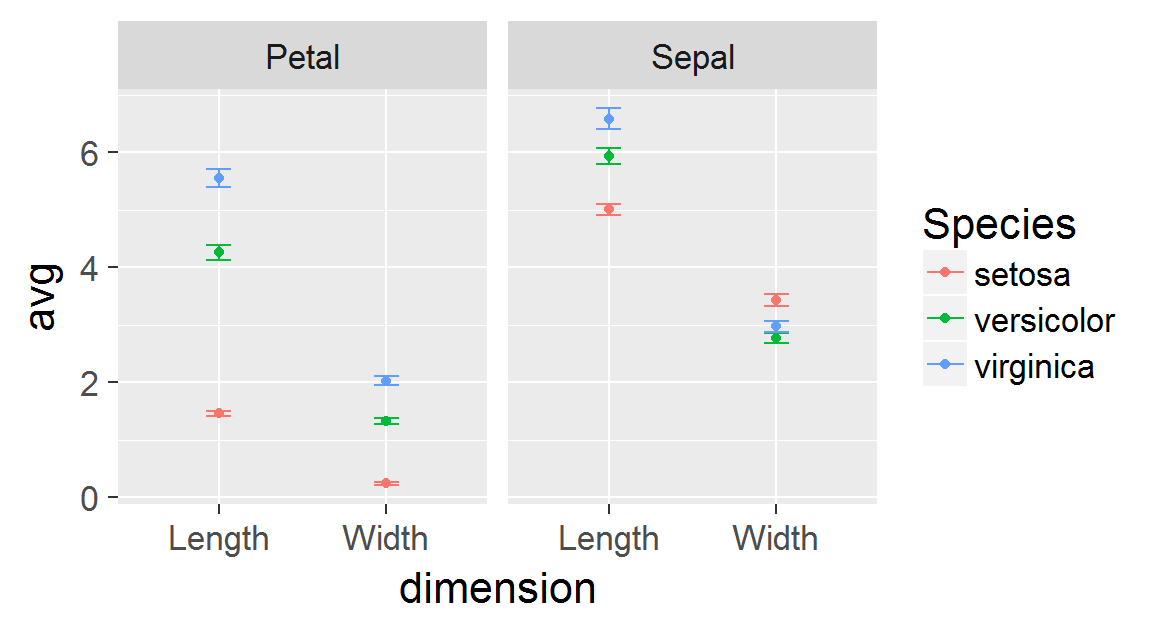 Petal
Sepal
avg
6
4
2
0
Length Width
Length Width
dimension
Species
setosa
versicolor
virginica